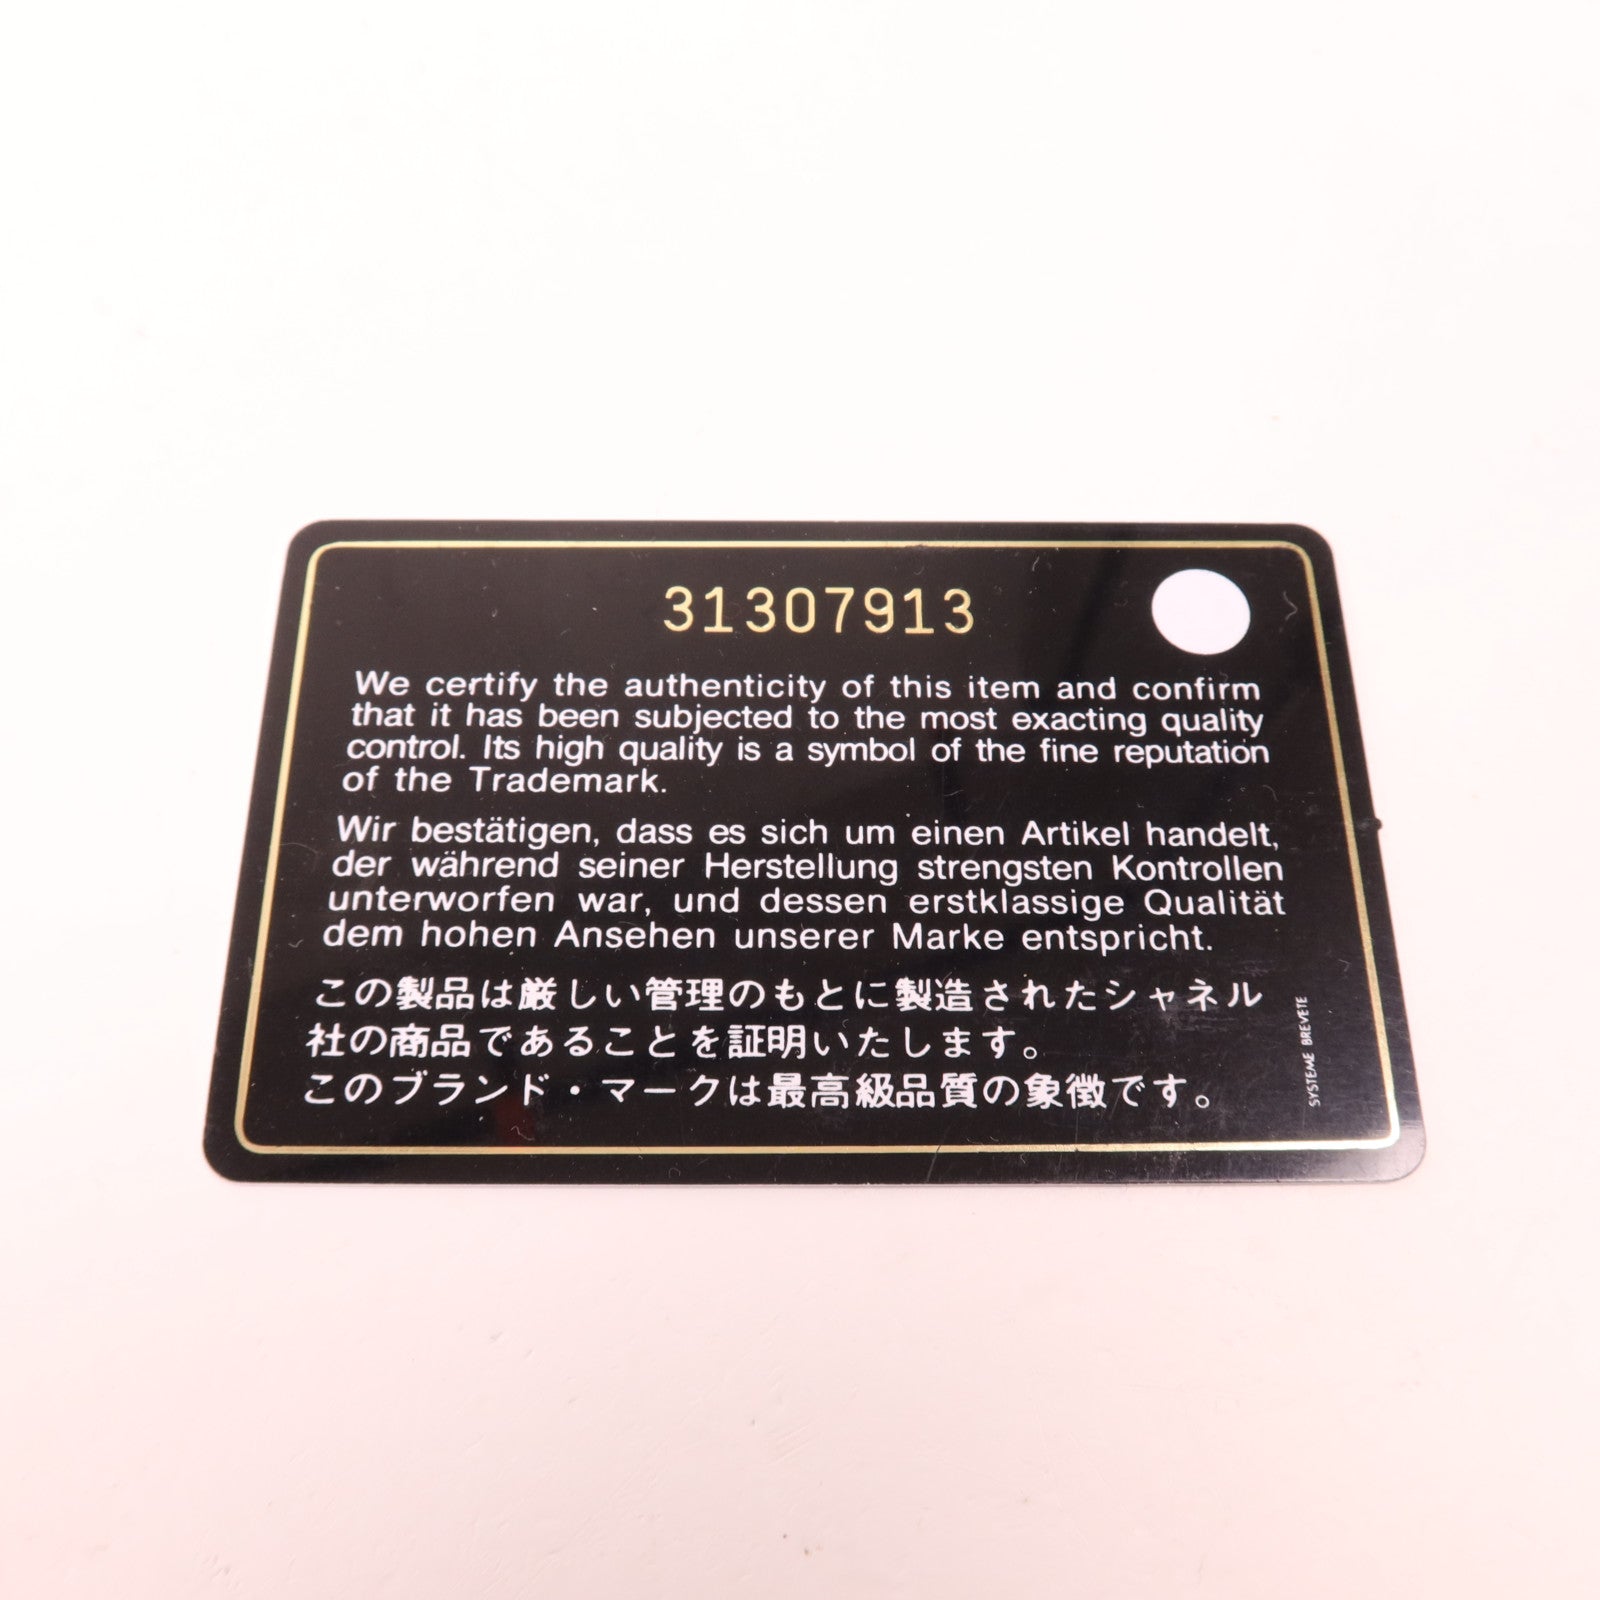 31307913
We certify the authenticity of this item and confirm
that it has been subjected to the most exacting quality
control. Its high quality is a symbol of the fine reputation
of the Trademark.
Wir bestätigen, dass es sich um einen Artikel handelt,
der während seiner Herstellung strengsten Kontrollen
unterworfen war, und dessen erstklassige Qualität
dem hohen Ansehen unserer Marke entspricht.
この製品は厳しい管理のもとに製造されたシャネル
社の商品であることを証明いたします。
このブランド・マークは最高級品質の象徴です。
SYSTEME BREVETE